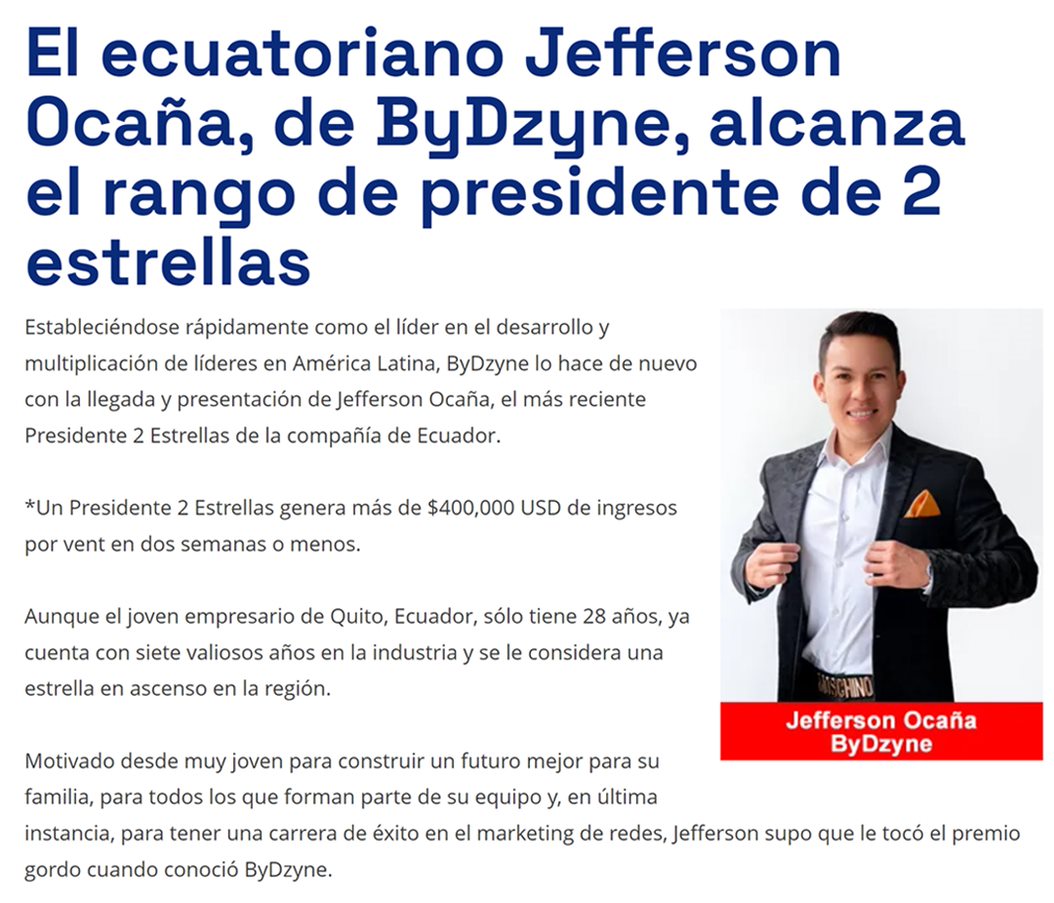 El ecuatoriano Jefferson
Ocaña, de ByDzyne, alcanza
el rango de presidente de 2
estrellas
Estableciéndose rápidamente como el líder en el desarrollo y
multiplicación de líderes en América Latina, ByDzyne lo hace de nuevo
con la llegada y presentación de Jefferson Ocaña, el más reciente
Presidente 2 Estrellas de la compañía de Ecuador.
*Un Presidente 2 Estrellas genera más de $400,000 USD de ingresos
por vent en dos semanas o menos.
Aunque el joven empresario de Quito, Ecuador, sólo tiene 28 años, ya
cuenta con siete valiosos años en la industria y se le considera una
estrella en ascenso en la región.
MOSCHINO
Jefferson Ocaña
ByDzyne
Motivado desde muy joven para construir un futuro mejor para su
familia, para todos los que forman parte de su equipo y, en última
instancia, para tener una carrera de éxito en el marketing de redes, Jefferson supo que le tocó el premio
gordo cuando conoció ByDzyne.